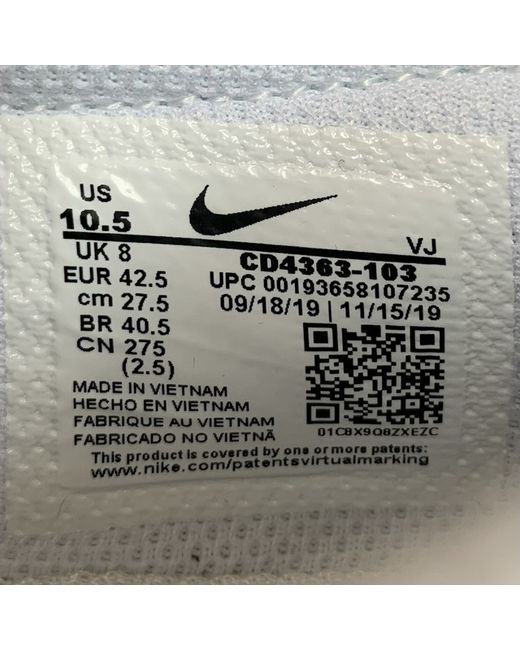 US
10.5
VJ
UK 8
CD4363-103
EUR 42.5
UPC 00193658107235
cm 27.5
09/18/19 | 11/15/19
BR 40.5
CN 275
(2.5)
MADE IN VIETNAM
HECHO EN VIETNAM
FABRIQUE AU VIETNAM
FABRICADO NO VIETNÃ
01C8X9Q8ZXEZC
This product is covered by one or more patents:
www.nike.com/patentsvirtualmarking